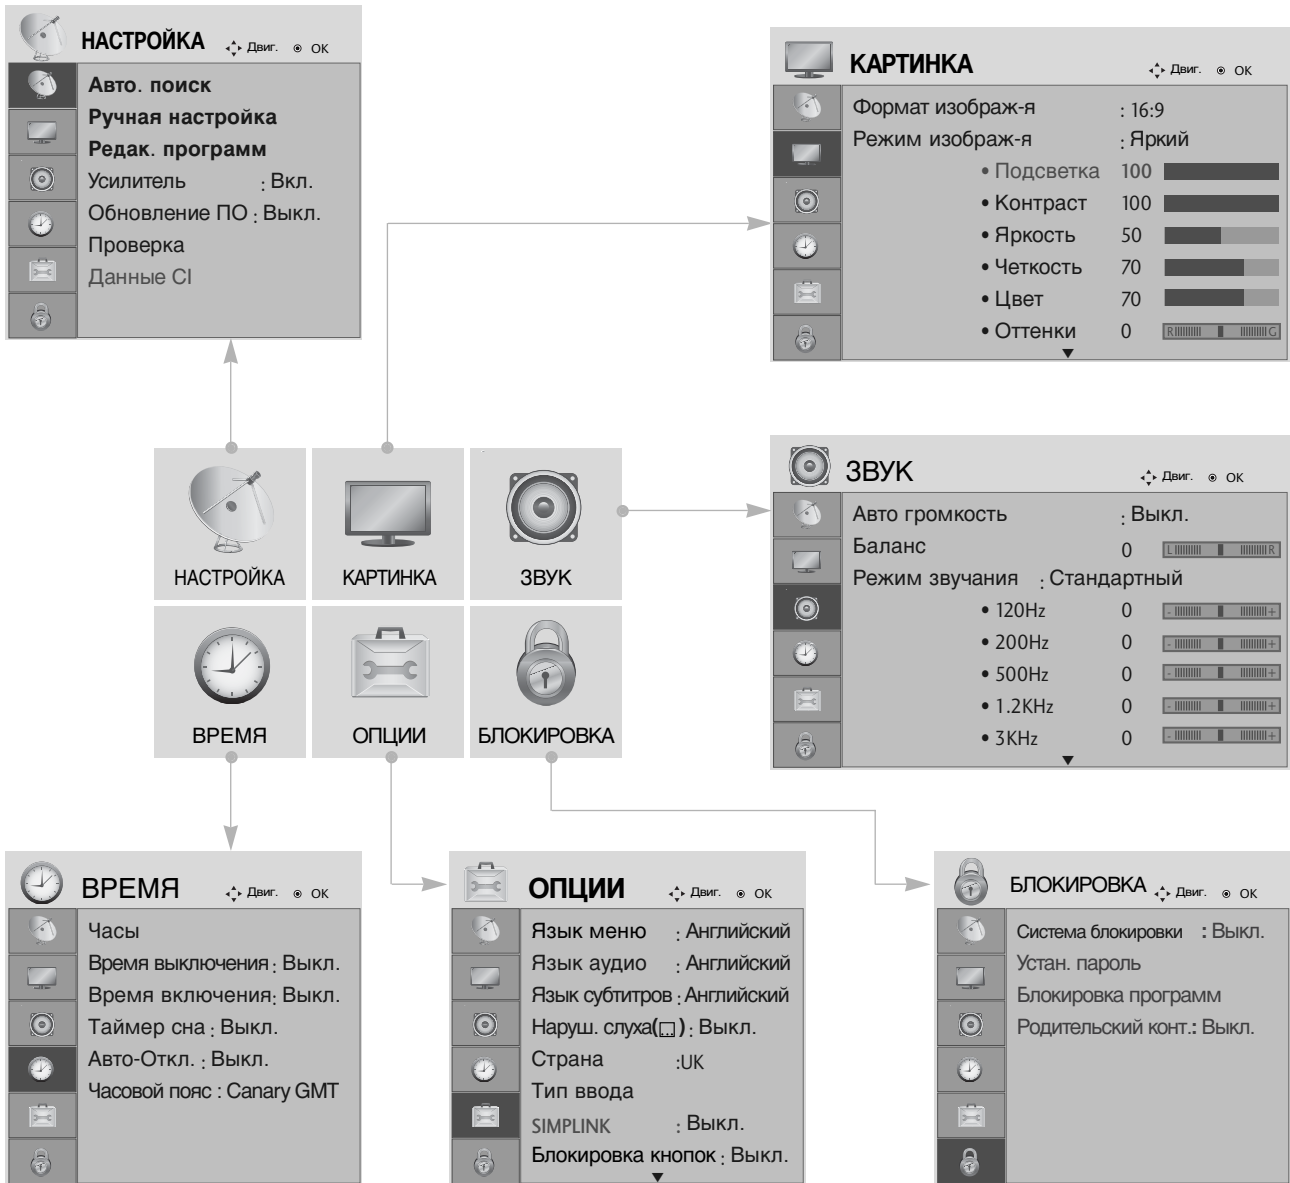 НАСТРОЙКА Двиг. OK
Авто. поиск
Ручная настройка
Редак. программ
Усилитель : Вкл.
Обновление ПО : Выкл.
Проверка
Данные CI
КАРТИНКА Двиг. OK
Формат изображ-я : 16:9
Режим изображ-я : Яркий
• Подсветка 100
• Контраст 100
• Яркость 50
• Четкость 70
• Цвет 70
• Оттенки 0 R G
НАСТРОЙКА
КАРТИНКА
ЗВУК
ВРЕМЯ
ОПЦИИ
БЛОКИРОВКА
ЗВУК Двиг. OK
Авто громкость : Выкл.
Баланс 0 L R
Режим звучания : Стандартный
• 120Hz 0 - +
• 200Hz 0 - +
• 500Hz 0 - +
• 1.2KHz 0 - +
• 3KHz 0 - +
ВРЕМЯ Двиг. OK
Часы
Время выключения : Выкл.
Время включения: Выкл.
Таймер сна : Выкл.
Авто-Откл. : Выкл.
Часовой пояс : Canary GMT
ОПЦИИ Двиг. OK
Язык меню : Английский
Язык аудио : Английский
Язык субтитров : Английский
Наруш. слуха( ) : Выкл.
Страна :UK
Тип ввода
SIMPLINK : Выкл.
Блокировка кнопок : Выкл.
БЛОКИРОВКА Двиг. OK
Система блокировки : Выкл.
Устан. пароль
Блокировка программ
Родительский конт.: Выкл.